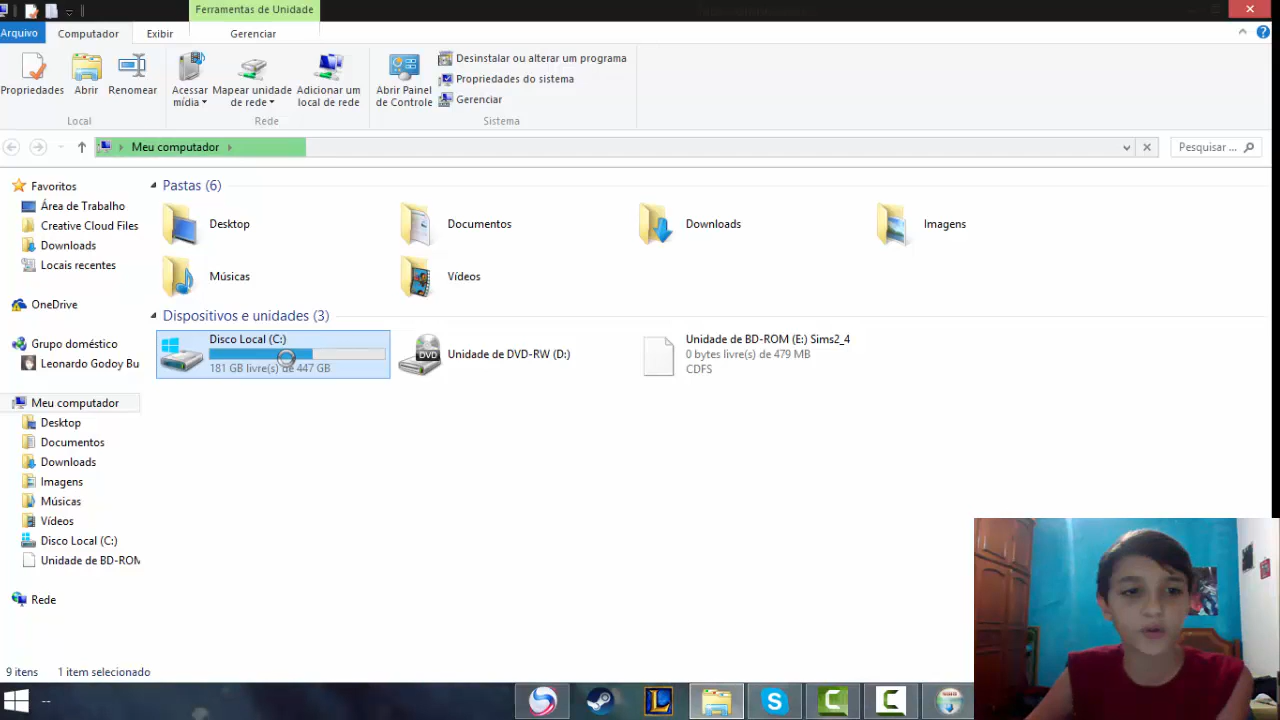 Ferramentas de Unidade
Arquivo Computador Exibir Gerenciar
Propriedades Abrir Renomear
Acessar mídia Mapear unidade de rede Adicionar um local de rede
Abrir Painel de Controle
Desinstalar ou alterar um programa
Propriedades do sistema
Gerenciar
Local Rede Sistema
Meu computador
Pesquisar ...
Favoritos
Área de Trabalho
Creative Cloud Files
Downloads
Locais recentes
OneDrive
Grupo doméstico
Leonardo Godoy Bu
Meu computador
Desktop
Documentos
Downloads
Imagens
Músicas
Vídeos
Disco Local (C:)
Unidade de BD-ROM
Rede
Pastas (6)
Desktop Documentos Downloads Imagens
Músicas Vídeos
Dispositivos e unidades (3)
Disco Local (C:)
181 GB livre(s) de 447 GB
DVD
Unidade de DVD-RW (D:)
Unidade de BD-ROM (E:) Sims2_4
0 bytes livre(s) de 479 MB
CDFS
9 itens 1 item selecionado